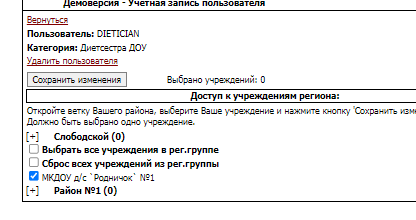 Демоверсия - Учетная запись пользователя
Вернуться
Пользователь: DIETICIAN
Категория: Диетсестра ДОУ
Удалить пользователя
Сохранить изменения Выбрано учреждений: 0
Доступ к учреждениям региона:
Откройте ветку Вашего района, выберите Ваше учреждение и нажмите кнопку 'Сохранить изме
Должно быть выбрано одно учреждение.
[+] Слободской (0)
Выбрать все учреждения в рег.группе
Сброс всех учреждений из рег.группы
МКДОУ д/с `Родничок` №1
[+] Район №1 (0)